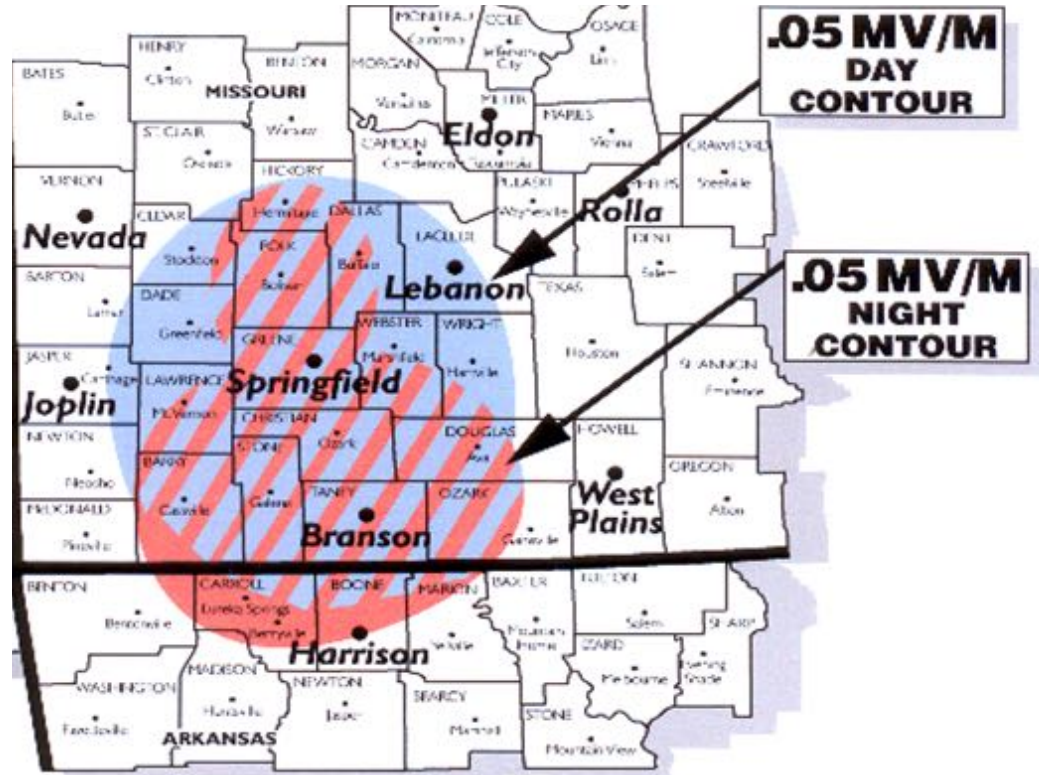 MONITEAU
COLE
OSAGE
.05 MV/M
DAY
CONTOUR
HENRY
BENTON
MORGAN
California
Jefferson
City
Linn
BATES
Clinton
MISSOURI
Versailles
MILLER
MARIES
Butler
ST. CLAIR
Warsaw
Eldon
CAMDEN
Camdenton
Tuscumbia
Vienna
CRAWFORD
Osceola
HICKORY
PULASKI
PHELPS
Steelville
VERNON
Waynesville
Rolla
CEDAR
Hermitage
DALLAS
Nevada
POLK
LACLEDE
DENT
Stockton
Buffalo
Salem
BARTON
Bolivar
Lebanon
TEXAS
.05 MV/M
NIGHT
CONTOUR
DADE
Lamar
Greenfield
WEBSTER
WRIGHT
GREENE
Marshfield
Houston
JASPER
Hartville
SHANNON
Carthage
LAWRENCE
Springfield
Eminence
Joplin
Mt. Vernon
CHRISTIAN
NEWTON
STONE
Ozark
DOUGLAS
HOWELL
BARRY
Ava
OREGON
Neosho
Galena
TANEY
OZARK
West
Plains
McDONALD
Cassville
Alton
Branson
Pineville
Gainesville
BENTON
CARROLL
BOONE
MARION
BAXTER
FULTON
Eureka Springs
Bentonville
Berryville
Mountain
Home
Salem
SHARP
Harrison
Yellville
IZARD
MADISON
Melbourne
Evening
Shade
WASHINGTON
NEWTON
SEARCY
Huntsville
Jasper
STONE
Fayetteville
Marshall
ARKANSAS
Mountain View